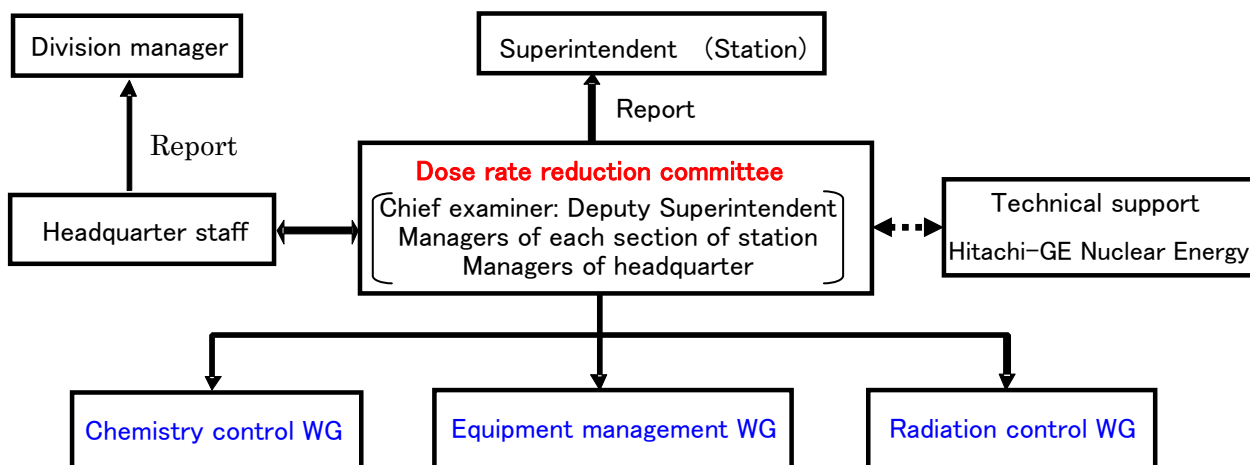 Division manager
Superintendent （Station）
Report
Report
Dose rate reduction committee
Chief examiner: Deputy Superintendent
Managers of each section of station
Managers of headquarter
Headquarter staff
Technical support
Hitachi-GE Nuclear Energy
Chemistry control WG
Equipment management WG
Radiation control WG